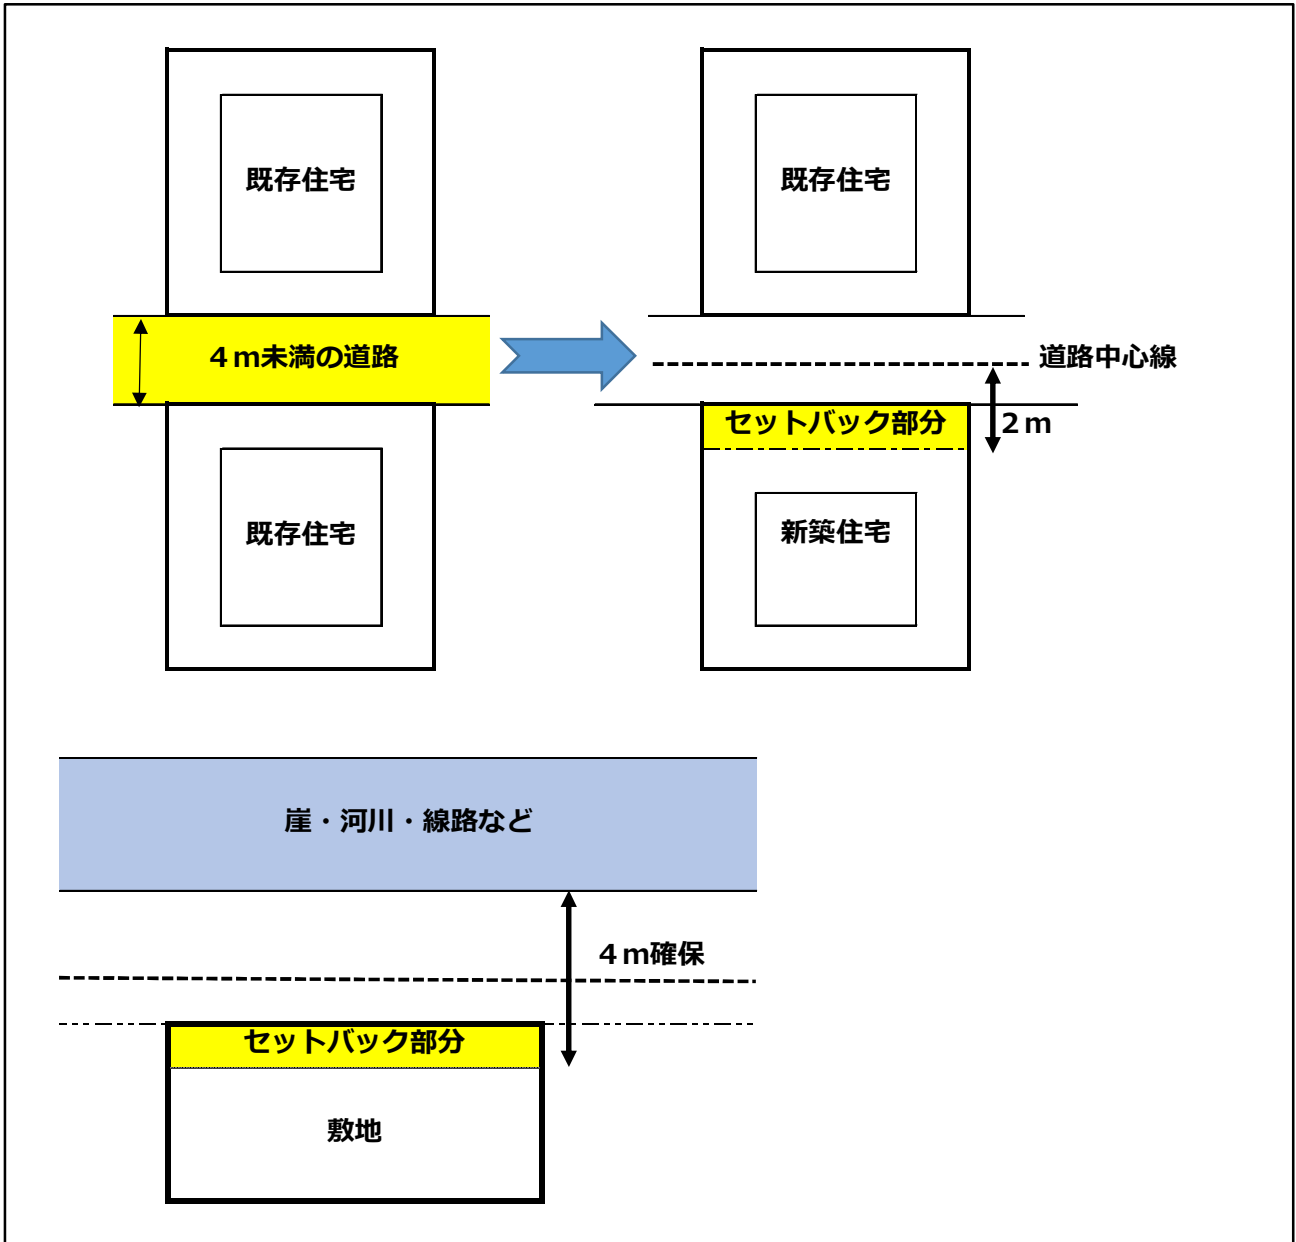 既存住宅
既存住宅
4m未満の道路
道路中心線
セットバック部分
2m
既存住宅
新築住宅
崖・河川・線路など
4m確保
セットバック部分
敷地